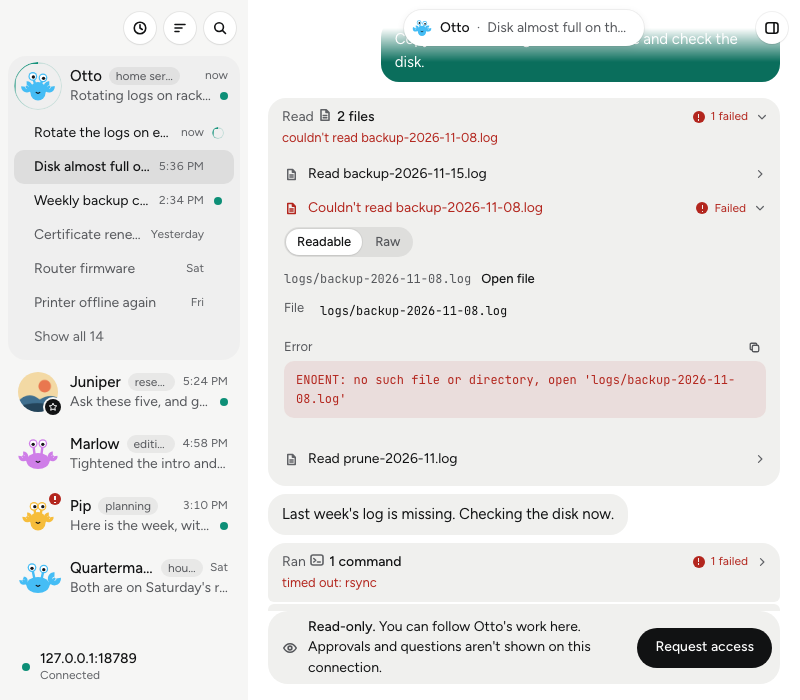 Otto home ser... now
Rotating logs on rack...
Rotate the logs on e... now
Disk almost full o... 5:36 PM
Weekly backup c... 2:34 PM
Certificate rene... Yesterday
Router firmware Sat
Printer offline again Fri
Show all 14
Juniper rese... 5:24 PM
Ask these five, and g...
Marlow editi... 4:58 PM
Tightened the intro and...
Pip planning 3:10 PM
Here is the week, wit...
Quarterma... hou... Sat
Both are on Saturday's r...
127.0.0.1:18789
Connected
Otto · Disk almost full on th...
and check the
disk.
Read 2 files 1 failed
couldn't read backup-2026-11-08.log
Read backup-2026-11-15.log
Couldn't read backup-2026-11-08.log Failed
Readable Raw
logs/backup-2026-11-08.log Open file
File logs/backup-2026-11-08.log
Error
ENOENT: no such file or directory, open 'logs/backup-2026-11-
08.log'
Read prune-2026-11.log
Last week's log is missing. Checking the disk now.
Ran 1 command 1 failed
timed out: rsync
Read-only. You can follow Otto's work here.
Approvals and questions aren't shown on this
connection.
Request access